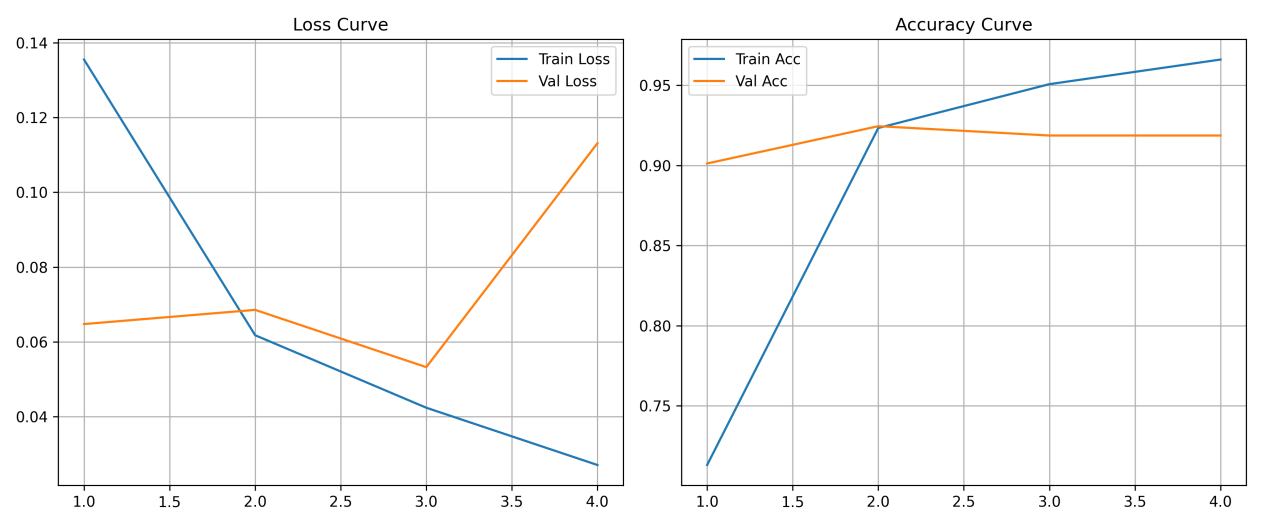 Loss Curve
0.14
0.12
0.10
0.08
0.06
0.04
1.0 1.5 2.0 2.5 3.0 3.5 4.0
Train Loss
Val Loss
Accuracy Curve
0.95
0.90
0.85
0.80
0.75
1.0 1.5 2.0 2.5 3.0 3.5 4.0
Train Acc
Val Acc